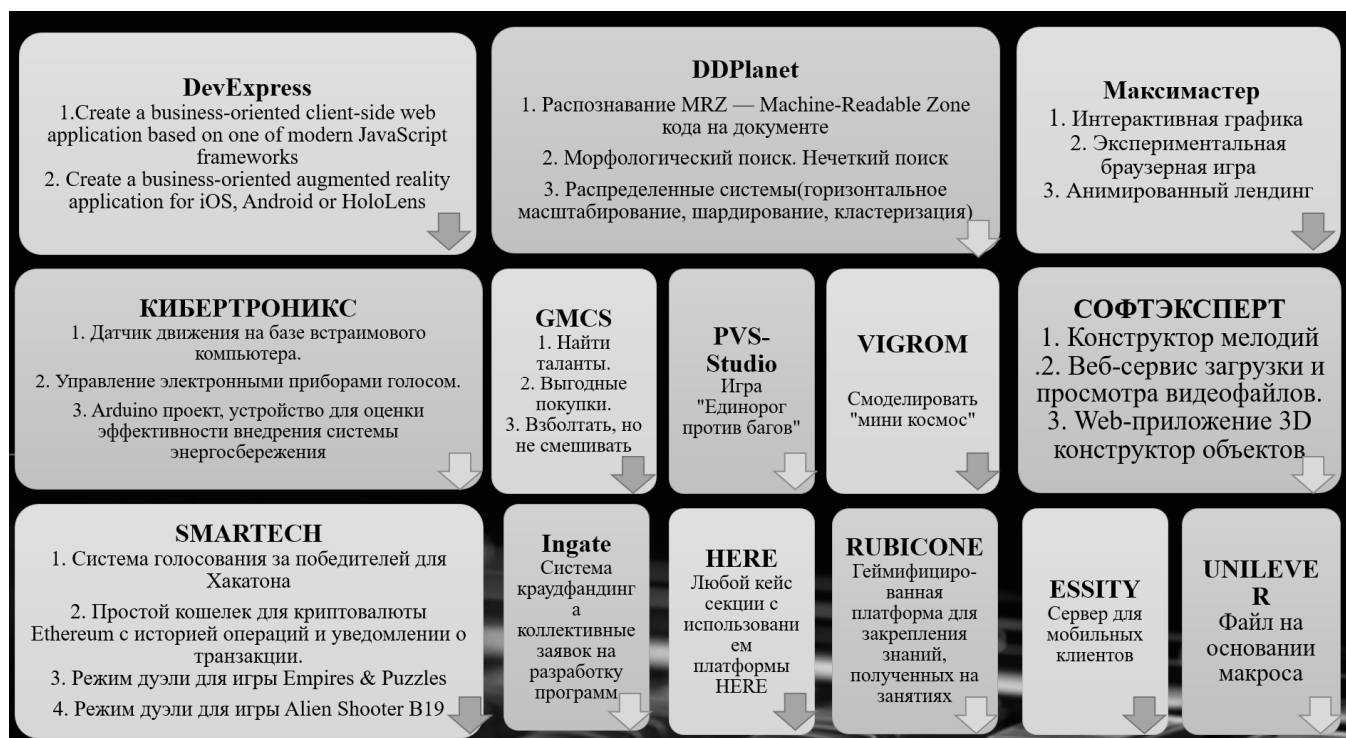 DevExpress
1.Create a business-oriented client-side web
application based on one of modern JavaScript
frameworks
2. Create a business-oriented augmented reality
application for iOS, Android or HoloLens
DDPlanet
1. Распознавание MRZ — Machine-Readable Zone
кода на документе
2. Морфологический поиск. Нечеткий поиск
3. Распределенные системы(горизонтальное
масштабирование, шардирование, кластеризация)
Максимастер
1. Интерактивная графика
2. Экспериментальная
браузерная игра
3. Анимированный лендинг
КИБЕРТРОНИКС
1. Датчик движения на базе встраимового
компьютера.
2. Управление электронными приборами голосом.
3. Arduino проект, устройство для оценки
эффективности внедрения системы
энергосбережения
GMCS
1. Найти
таланты.
2. Выгодные
покупки.
3. Взболтать, но
не смешивать
PVS-
Studio
Игра
"Единорог
против багов"
VIGROM
Смоделировать
"мини космос"
СОФТЭКСПЕРТ
1. Конструктор мелодий
.2. Веб-сервис загрузки и
просмотра видеофайлов.
3. Web-приложение 3D
конструктор объектов
SMARTECH
1. Система голосования за победителей для
Хакатона
2. Простой кошелек для криптовалюты
Ethereum с историей операций и уведомлении о
транзакции.
3. Режим дуэли для игры Empires & Puzzles
4. Режим дуэли для игры Alien Shooter B19
Ingate
Система
краудфандинг
а
коллективные
заявок на
разработку
программ
HERE
Любой кейс
секции с
использовани
ем
платформы
HERE
RUBICONE
Геймифициро-
ванная
платформа для
закрепления
знаний,
полученных на
занятиях
ESSITY
Сервер для
мобильных
клиентов
UNILEVE
R
Файл на
основании
макроса